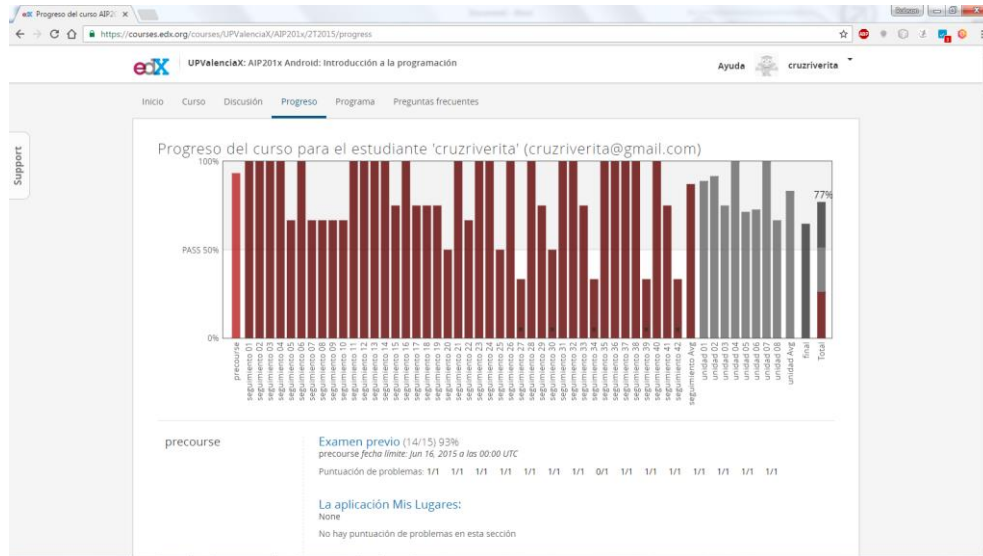 edX Progreso del curso AIP20
https://courses.edx.org/courses/UPValenciaX/AIP201x/2T2015/progress
edX
UPValenciaX: AIP201x Android: Introducción a la programación
Ayuda
cruzriverita
Inicio Curso Discusión Progreso Programa Preguntas frecuentes
Support
Progreso del curso para el estudiante 'cruzriverita' (cruzriverita@gmail.com)
100%
77%
PASS 50%
0%
precourse
seguimiento 01
seguimiento 02
seguimiento 03
seguimiento 04
seguimiento 05
seguimiento 06
seguimiento 07
seguimiento 08
seguimiento 09
seguimiento 10
seguimiento 11
seguimiento 12
seguimiento 13
seguimiento 14
seguimiento 15
seguimiento 16
seguimiento 17
seguimiento 18
seguimiento 19
seguimiento 20
seguimiento 21
seguimiento 22
seguimiento 23
seguimiento 24
seguimiento 25
seguimiento 26
seguimiento 27
seguimiento 28
seguimiento 29
seguimiento 30
seguimiento 31
seguimiento 32
seguimiento 33
seguimiento 34
seguimiento 35
seguimiento 36
seguimiento 37
seguimiento 38
seguimiento 39
seguimiento 40
seguimiento 41
seguimiento 42
seguimiento Avg
unidad 01
unidad 02
unidad 03
unidad 04
unidad 05
unidad 06
unidad 07
unidad 08
unidad Avg
final
Total
precourse
Examen previo (14/15) 93%
precourse fecha límite: Jun 16, 2015 a las 00:00 UTC
Puntuación de problemas: 1/1 1/1 1/1 1/1 1/1 1/1 1/1 0/1 1/1 1/1 1/1 1/1 1/1 1/1 1/1
La aplicación Mis Lugares:
None
No hay puntuación de problemas en esta sección